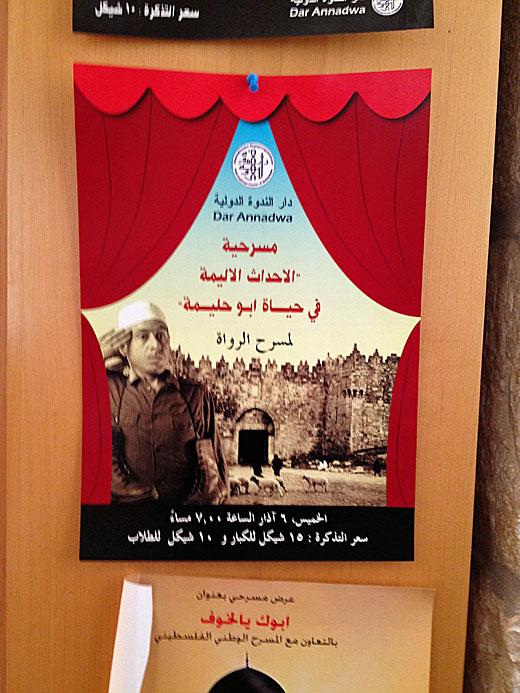 سعر التذكرة : ١٠ شيكل
Dar Annadwa
دار الندوة الدولية
Dar Annadwa
مسرحية
"الاحداث الاليمة
في حياة ابو حليمة"
لمسرح الرواة
الخميس، ٦ آذار الساعة ٧,٠٠ مساءً
سعر التذكرة : ١٥ شيكل للكبار و ١٠ شيكل للطلاب
عرض مسرحي بعنوان
ابوك يالخوف
بالتعاون مع المسرح الوطني الفلسطيني